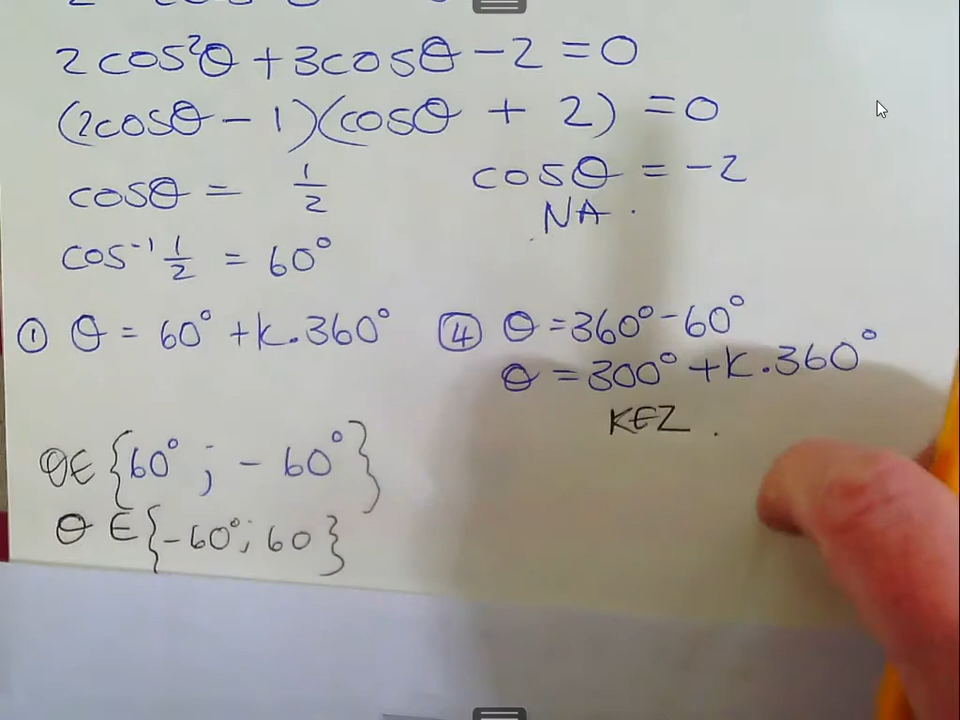 2cos²θ + 3cosθ - 2 = 0
(2cosθ - 1)(cosθ + 2) = 0
cosθ = 1/2 cosθ = -2
NA.
cos⁻¹ 1/2 = 60°
① θ = 60° + k.360° ④ θ = 360° - 60°
θ = 300° + k.360°
K∈Z.
θ∈{60° ; -60°}
θ ∈ {-60°; 60}